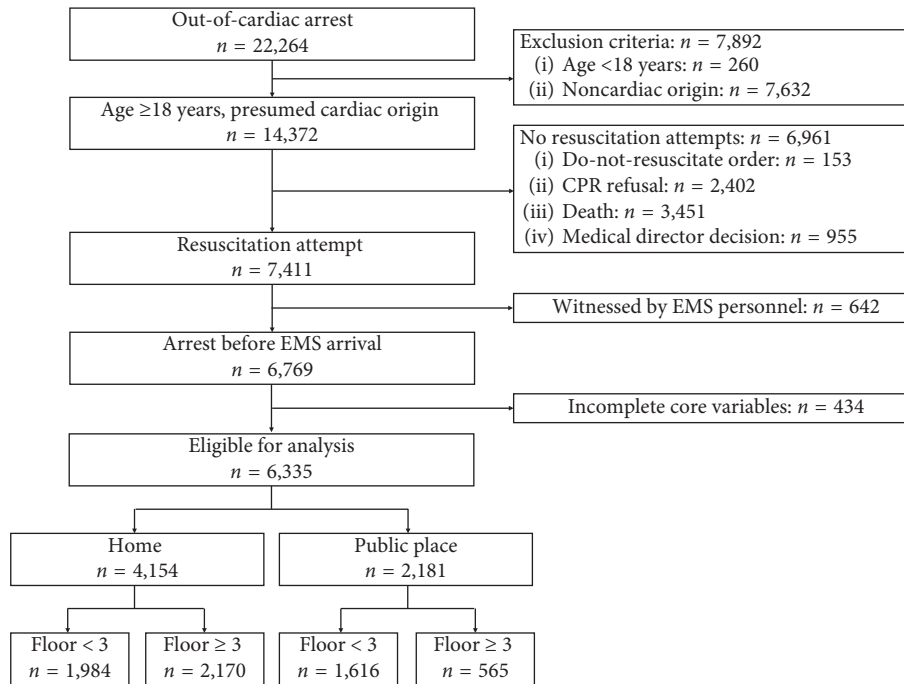 Out-of-cardiac arrest
n = 22,264
Exclusion criteria: n = 7,892
(i) Age <18 years: n = 260
(ii) Noncardiac origin: n = 7,632
Age ≥18 years, presumed cardiac origin
n = 14,372
No resuscitation attempts: n = 6,961
(i) Do-not-resuscitate order: n = 153
(ii) CPR refusal: n = 2,402
(iii) Death: n = 3,451
(iv) Medical director decision: n = 955
Resuscitation attempt
n = 7,411
Witnessed by EMS personnel: n = 642
Arrest before EMS arrival
n = 6,769
Incomplete core variables: n = 434
Eligible for analysis
n = 6,335
Home
n = 4,154
Public place
n = 2,181
Floor < 3
n = 1,984
Floor ≥ 3
n = 2,170
Floor < 3
n = 1,616
Floor ≥ 3
n = 565